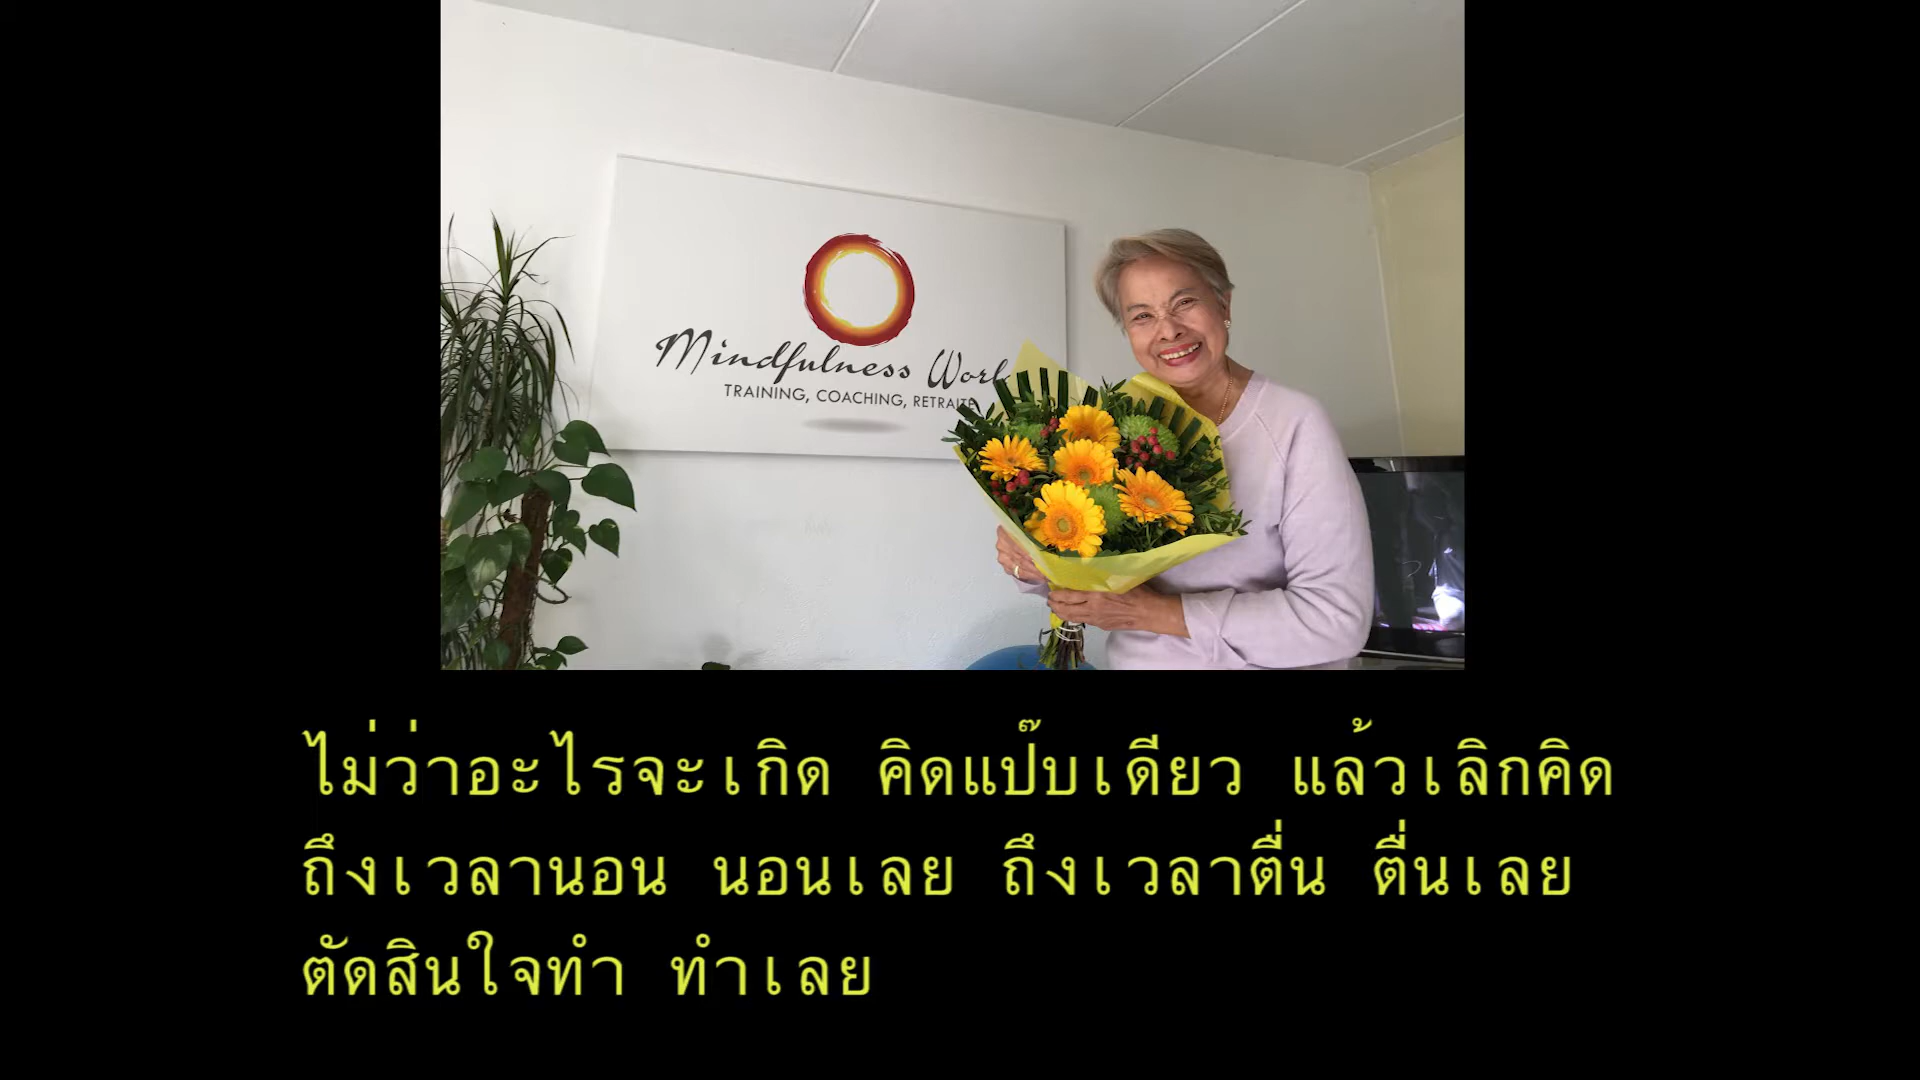 Mindfulness Worl
TRAINING, COACHING, RETRAITE
ไม่ว่าอะไรจะเกิด คิดแป๊บเดียว แล้วเลิกคิด
ถึงเวลานอน นอนเลย ถึงเวลาตื่น ตื่นเลย
ตัดสินใจทำ ทำเลย